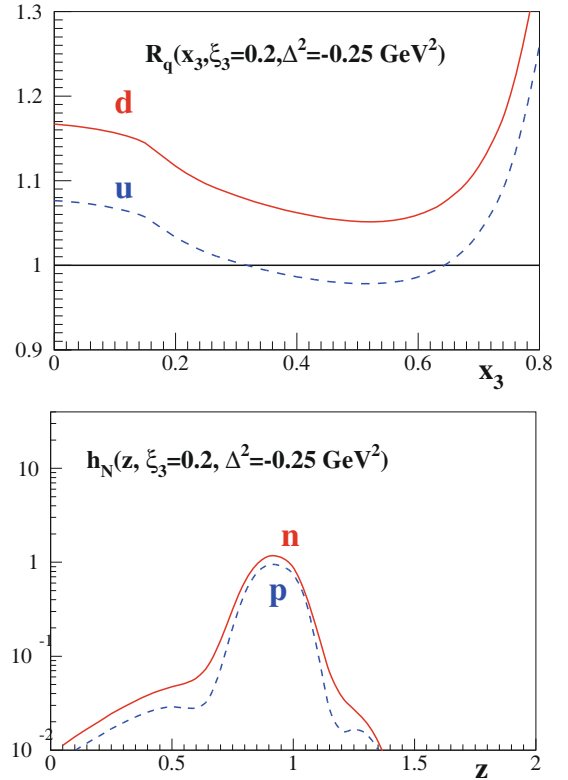 1.3
1.2
1.1
1
0.9
R_q(x_3,ξ_3=0.2,Δ^2=-0.25 GeV^2)
d
u
0 0.2 0.4 0.6 0.8
x_3
10
1
10^-1
10^-2
h_N(z, ξ_3=0.2, Δ^2=-0.25 GeV^2)
n
p
0 0.5 1 1.5 2
z